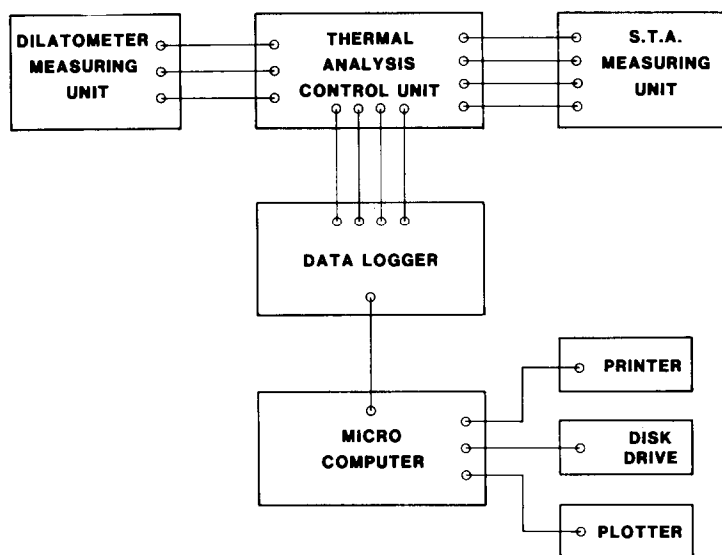 DILATOMETER
MEASURING
UNIT
THERMAL
ANALYSIS
CONTROL UNIT
S.T.A.
MEASURING
UNIT
DATA LOGGER
MICRO
COMPUTER
PRINTER
DISK
DRIVE
PLOTTER